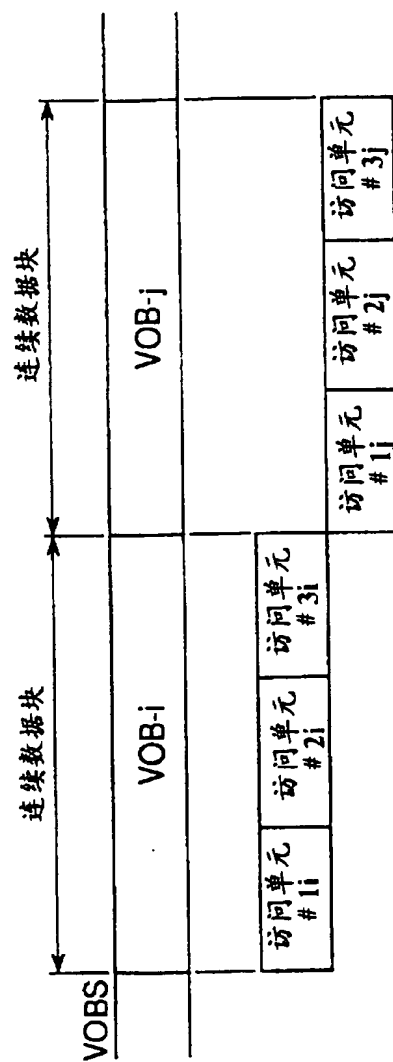 连续数据块
连续数据块
VOBS
VOB-i
VOB-j
访问单元
# 1i
访问单元
# 2i
访问单元
# 3i
访问单元
# 1j
访问单元
# 2j
访问单元
# 3j